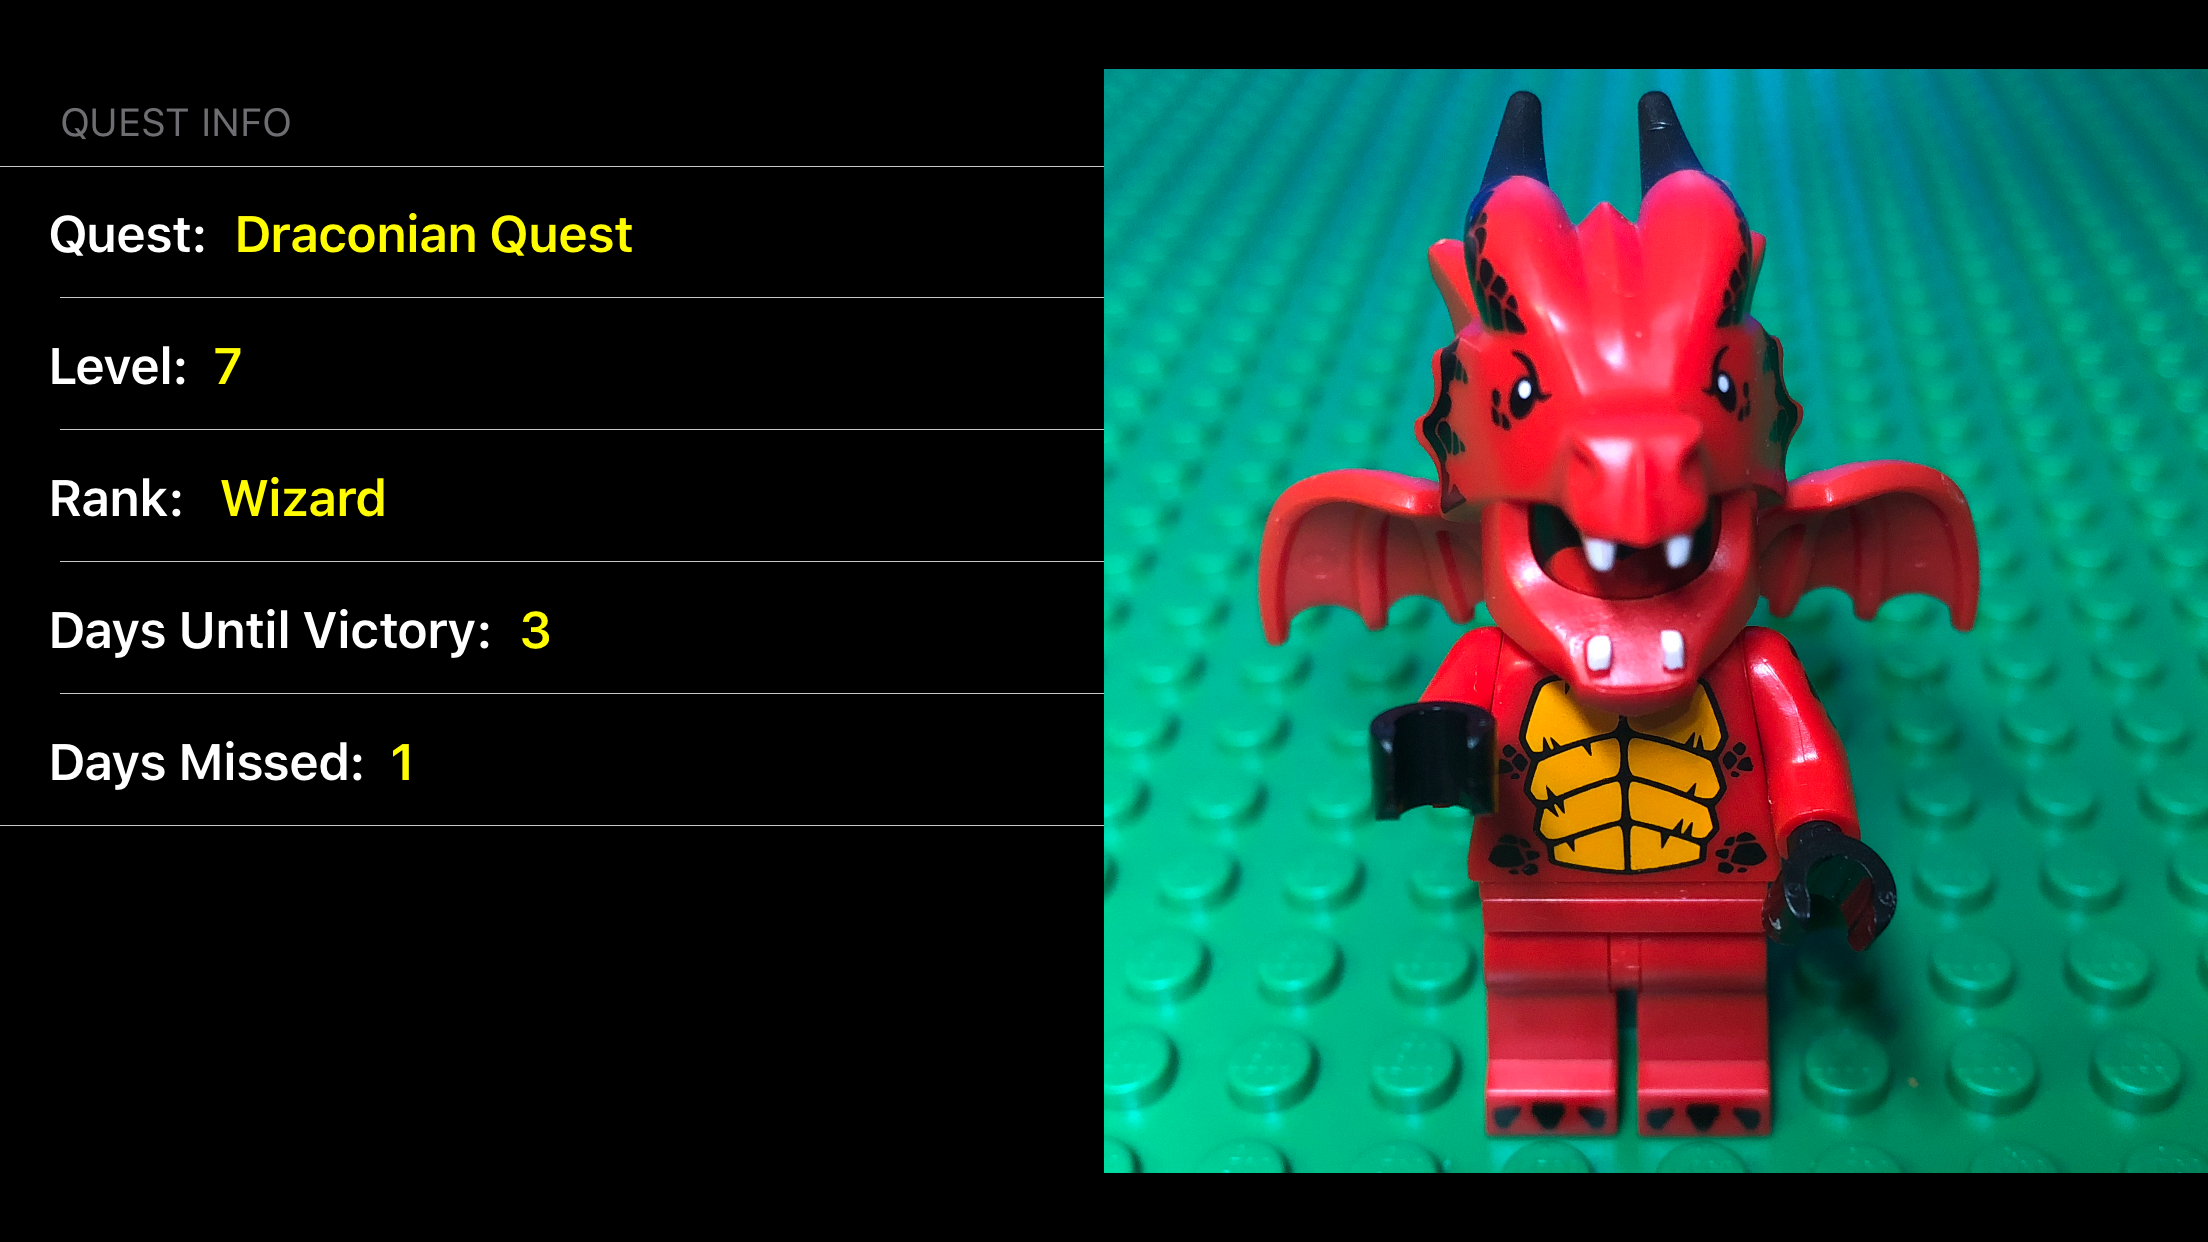 QUEST INFO
Quest: Draconian Quest
Level: 7
Rank: Wizard
Days Until Victory: 3
Days Missed: 1